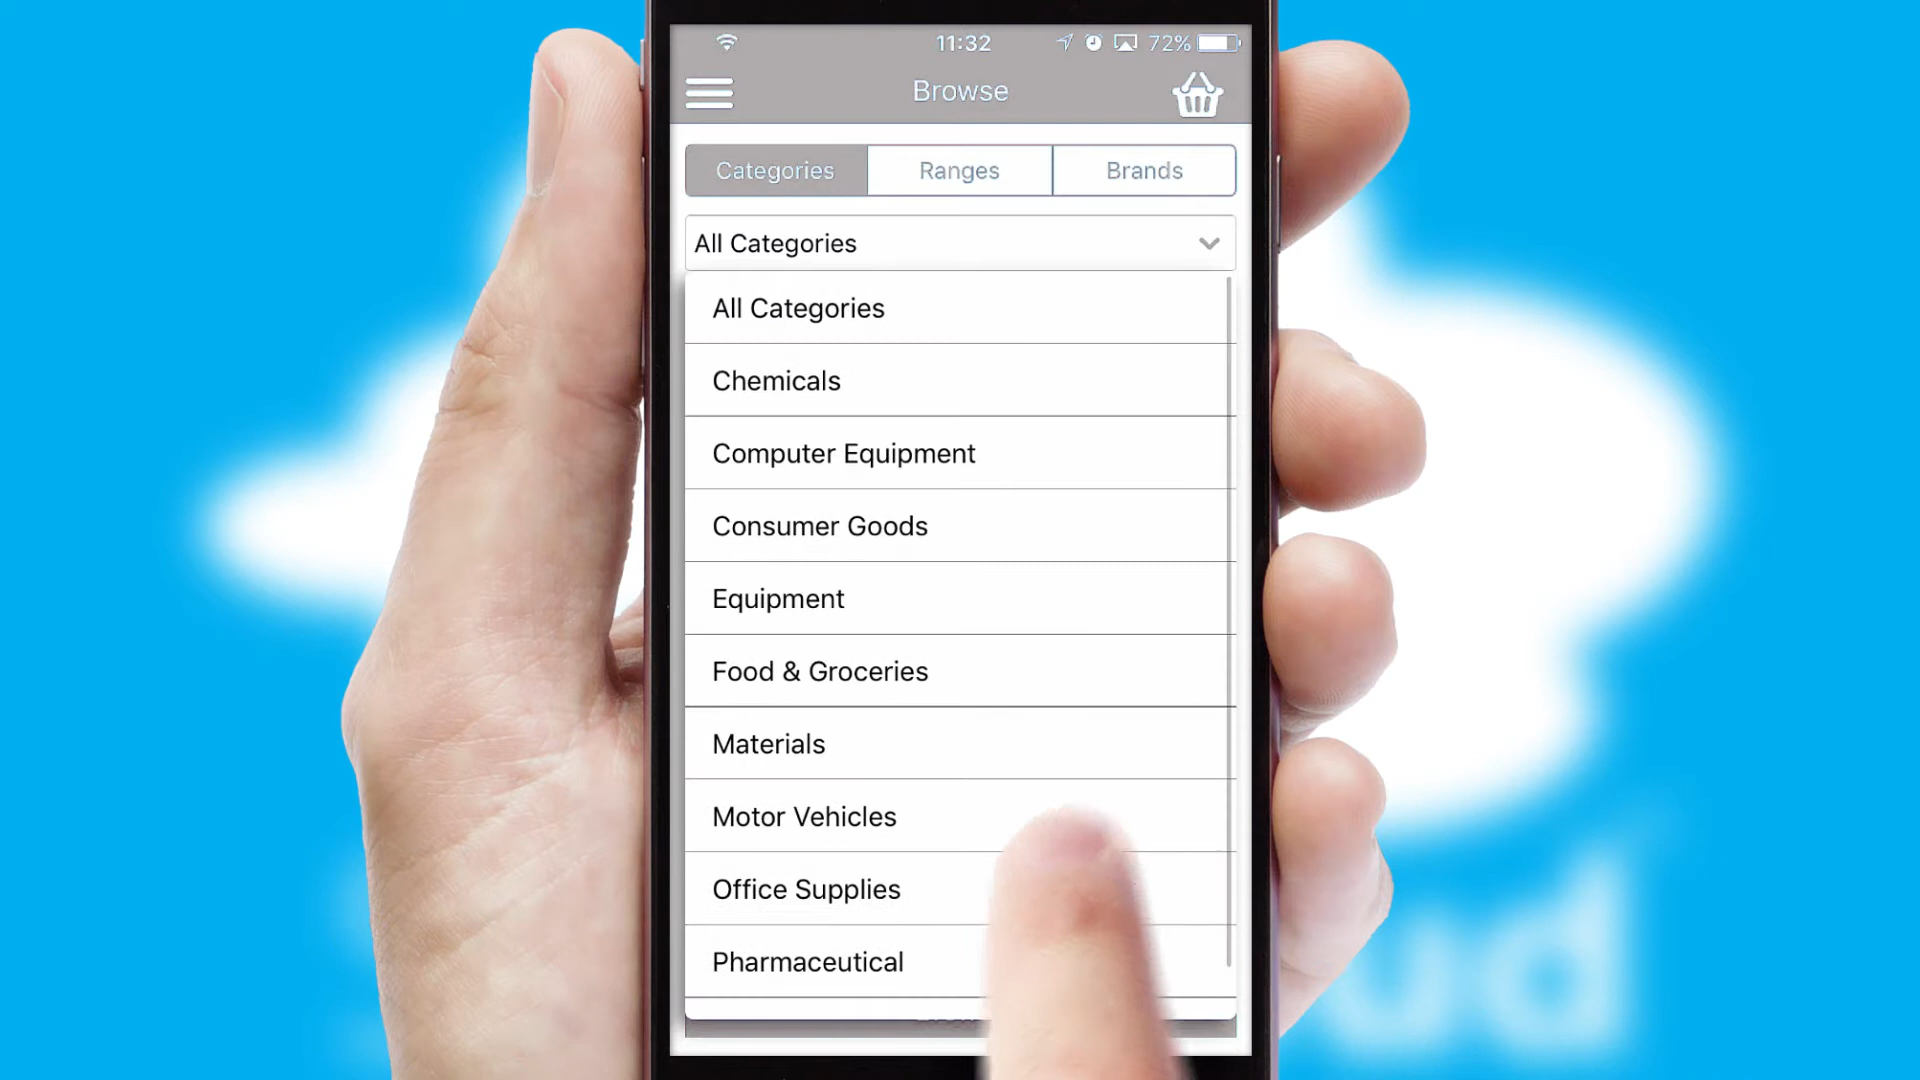 11:32
72%
Browse
Categories
Ranges
Brands
All Categories
All Categories
Chemicals
Computer Equipment
Consumer Goods
Equipment
Food & Groceries
Materials
Motor Vehicles
Office Supplies
Pharmaceutical
ud